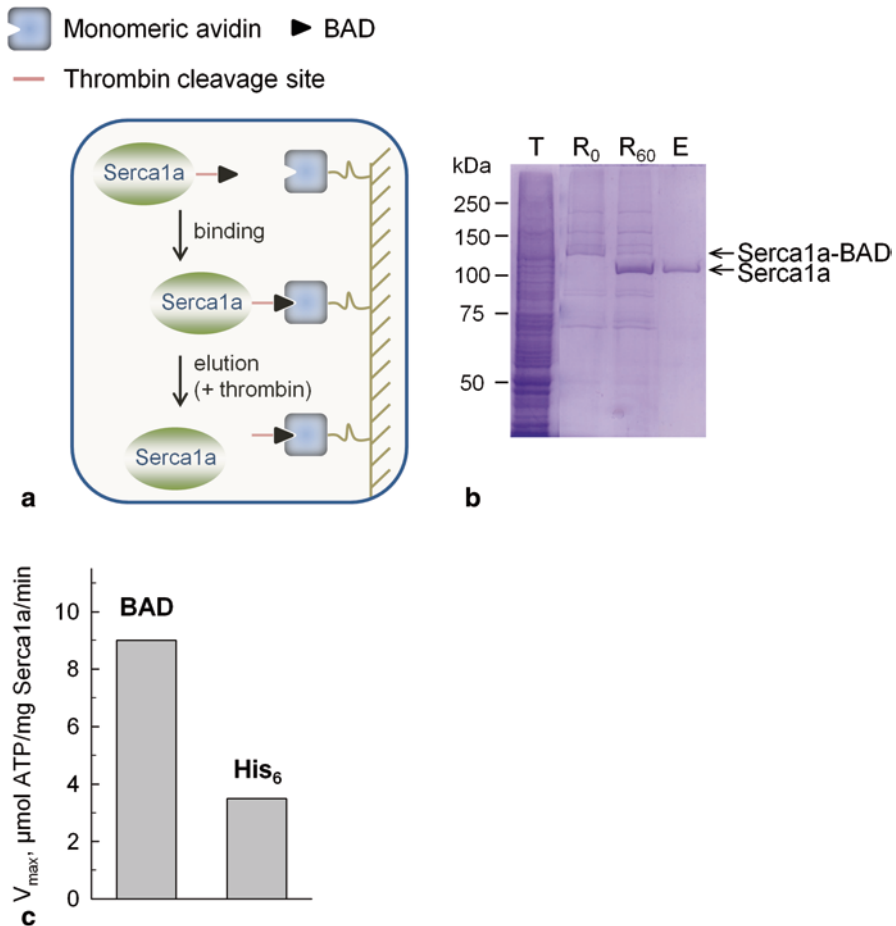 Monomeric avidin BAD
Thrombin cleavage site
Serca1a
binding
Serca1a
elution
(+ thrombin)
Serca1a
a
T R₀ R₆₀ E
kDa
250
150
100
75
50
Serca1a-BAD
Serca1a
b
Vmax, µmol ATP/mg Serca1a/min
10
8
6
4
2
0
BAD
His₆
c